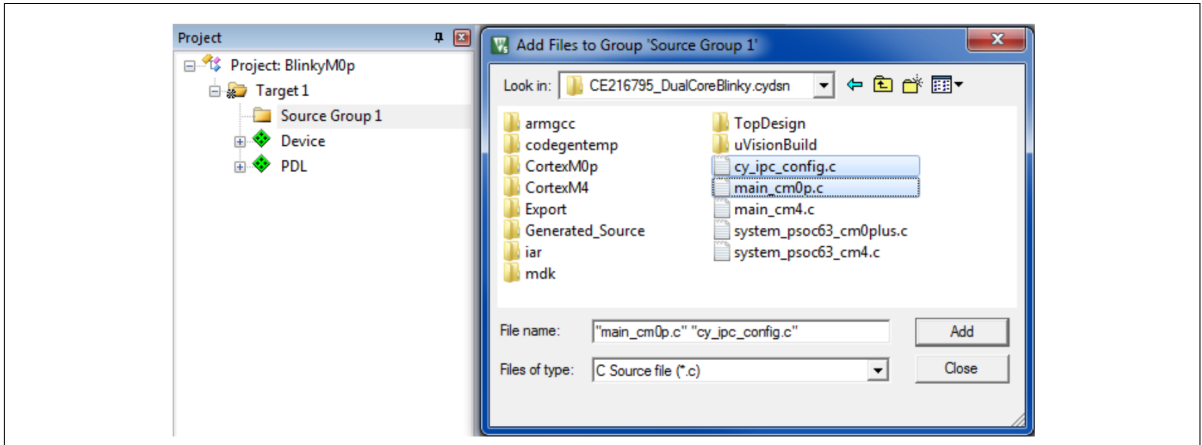 Project
Project: BlinkyM0p
Target 1
Source Group 1
Device
PDL
Add Files to Group 'Source Group 1'
Look in: CE216795_DualCoreBlinky.cydsn
armgcc
codegentemp
CortexM0p
CortexM4
Export
Generated_Source
iar
mdk
TopDesign
uVisionBuild
cy_ipc_config.c
main_cm0p.c
main_cm4.c
system_psoc63_cm0plus.c
system_psoc63_cm4.c
File name: "main_cm0p.c" "cy_ipc_config.c" Add
Files of type: C Source file (*.c) Close